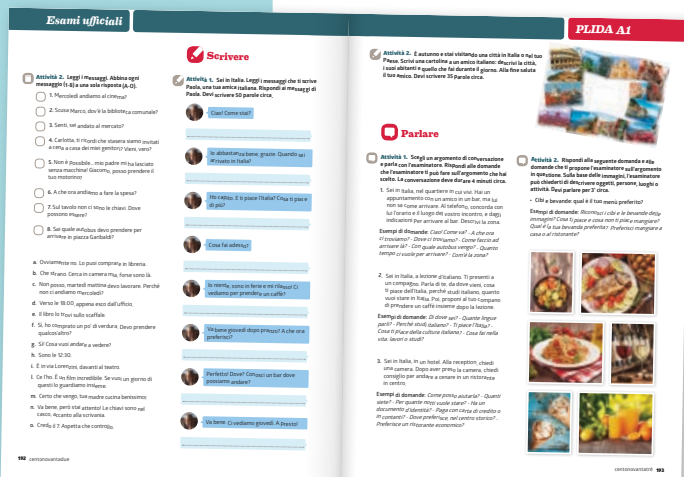 Esami ufficiali
Attività 2. Leggi i messaggi. Abbina ogni
messaggio (1-8) a una sola risposta (A-O).
1. Mercoledì andiamo al cinema?
2. Scusa Marco, dov'è la biblioteca comunale?
3. Senti, sei andato al mercato?
4. Carlotta, ti ricordi che stasera siamo invitati
a cena a casa dei miei genitori? Vieni, vero?
5. Non è possibile... mio padre mi ha lasciato
senza macchina! Giacomo, posso prendere il
tuo motorino?
6. A che ora andiamo a fare la spesa?
7. Sul tavolo non ci sono le chiavi. Dove
possono essere?
8. Sai quale autobus devo prendere per
arrivare in piazza Garibaldi?
a. Ovviamente no. Lo puoi comprare in libreria.
b. Che strano. Cerca in camera mia, forse sono là.
c. Non posso, martedì mattina devo lavorare. Perché
non ci andiamo mercoledì?
d. Verso le 18:00, appena esco dall'ufficio.
e. Il libro lo trovi sullo scaffale.
f. Sì, ho comprato un po' di verdura. Devo prendere
qualcos'altro?
g. Sì! Cosa vuoi andare a vedere?
h. Sono le 12:30.
i. È in via Lorenzini, davanti al teatro.
l. Ce l'ho. È un film incredibile. Se vuoi un giorno di
questi lo guardiamo insieme.
m. Certo che vengo, tua madre cucina benissimo!
n. Va bene, però stai attento! Le chiavi sono nel
casco, accanto alla scrivania.
o. Credo il 7. Aspetta che controllo.
192 centonovantadue
Scrivere
Attività 1. Sei in Italia. Leggi i messaggi che ti scrive
Paola, una tua amica italiana. Rispondi ai messaggi di
Paola. Devi scrivere 50 parole circa.
Ciao! Come stai?
Io abbastanza bene, grazie. Quando sei
arrivato in Italia?
Ho capito. E ti piace l'Italia? Cosa ti piace
di più?
Cosa fai adesso?
Io niente, sono in ferie e mi rilasso! Ci
vediamo per prenderе un caffè?
Va bene giovedì dopo pranzo? A che ora
preferisci?
Perfetto! Dove? Conosci un bar dove
possiamo andare?
Va bene. Ci vediamo giovedì. A presto!
PLIDA A1
Attività 2. È autunno e stai visitando una città in Italia o nel tuo
Paese. Scrivi una cartolina a un amico italiano: descrivi la città,
i suoi abitanti e quello che fai durante il giorno. Alla fine saluta
il tuo amico. Devi scrivere 35 Parole circa.
Parlare
Attività 1. Scegli un argomento di conversazione
e parla con l'esaminatore. Rispondi alle domande
che l'esaminatore ti può fare sull'argomento che hai
scelto. La conversazione deve durare 4 minuti circa.
1. Sei in Italia, nel quartiere in cui vivi. Hai un
appuntamento con un amico in un bar, ma lui
non sa come arrivare. Al telefono, concorda con
lui l'orario e il luogo del vostro incontro, e dagli
indicazioni per arrivare al bar. Descrivi la zona.
Esempi di domande: Ciao! Come va? - A che ora
ci troviamo? - Dove ci troviamo? - Come faccio ad
arrivare là? - Con quale autobus vengo? - Quanto
tempo ci vuole per arrivare? - Com'è la zona?
2. Sei in Italia, a lezione d'italiano. Ti presenti a
un compagno. Parla di te, da dove vieni, cosa
ti piace dell'Italia, perché studi italiano, quanto
vuoi stare in Italia. Poi, proponi al tuo compagno
di prendere un caffè insieme dopo la lezione.
Esempi di domande: Di dove sei? - Quante lingue
parli? - Perché studi italiano? - Ti piace l'Italia? -
Cosa ti piace della cultura italiana? - Cosa fai nella
vita: lavori o studi?
3. Sei in Italia, in un hotel. Alla reception, chiedi
una camera. Dopo aver preso la camera, chiedi
consiglio per andare a cenare in un ristorante
in centro.
Esempi di domande: Come posso aiutarLa? - Quanti
siete? - Per quante notti vuole stare? - Ha un
documento d'identità? - Paga con carta di credito o
in contanti? - Dove preferisce, nel centro storico? -
Preferisce un ristorante economico?
Attività 2. Rispondi alla seguente domanda e alle
domande che ti propone l'esaminatore sull'argomento
in questione. Sulla base delle immagini, l'esaminatore
può chiederti di descrivere oggetti, persone, luoghi o
attività. Devi parlare per 3' circa.
• Cibi e bevande: qual è il tuo menù preferito?
Esempi di domande: Riconosci i cibi e le bevande delle
immagini? Cosa ti piace e cosa non ti piace mangiare?
Qual è la tua bevanda preferita? Preferisci mangiare a
casa o al ristorante?
centonovantatré 193